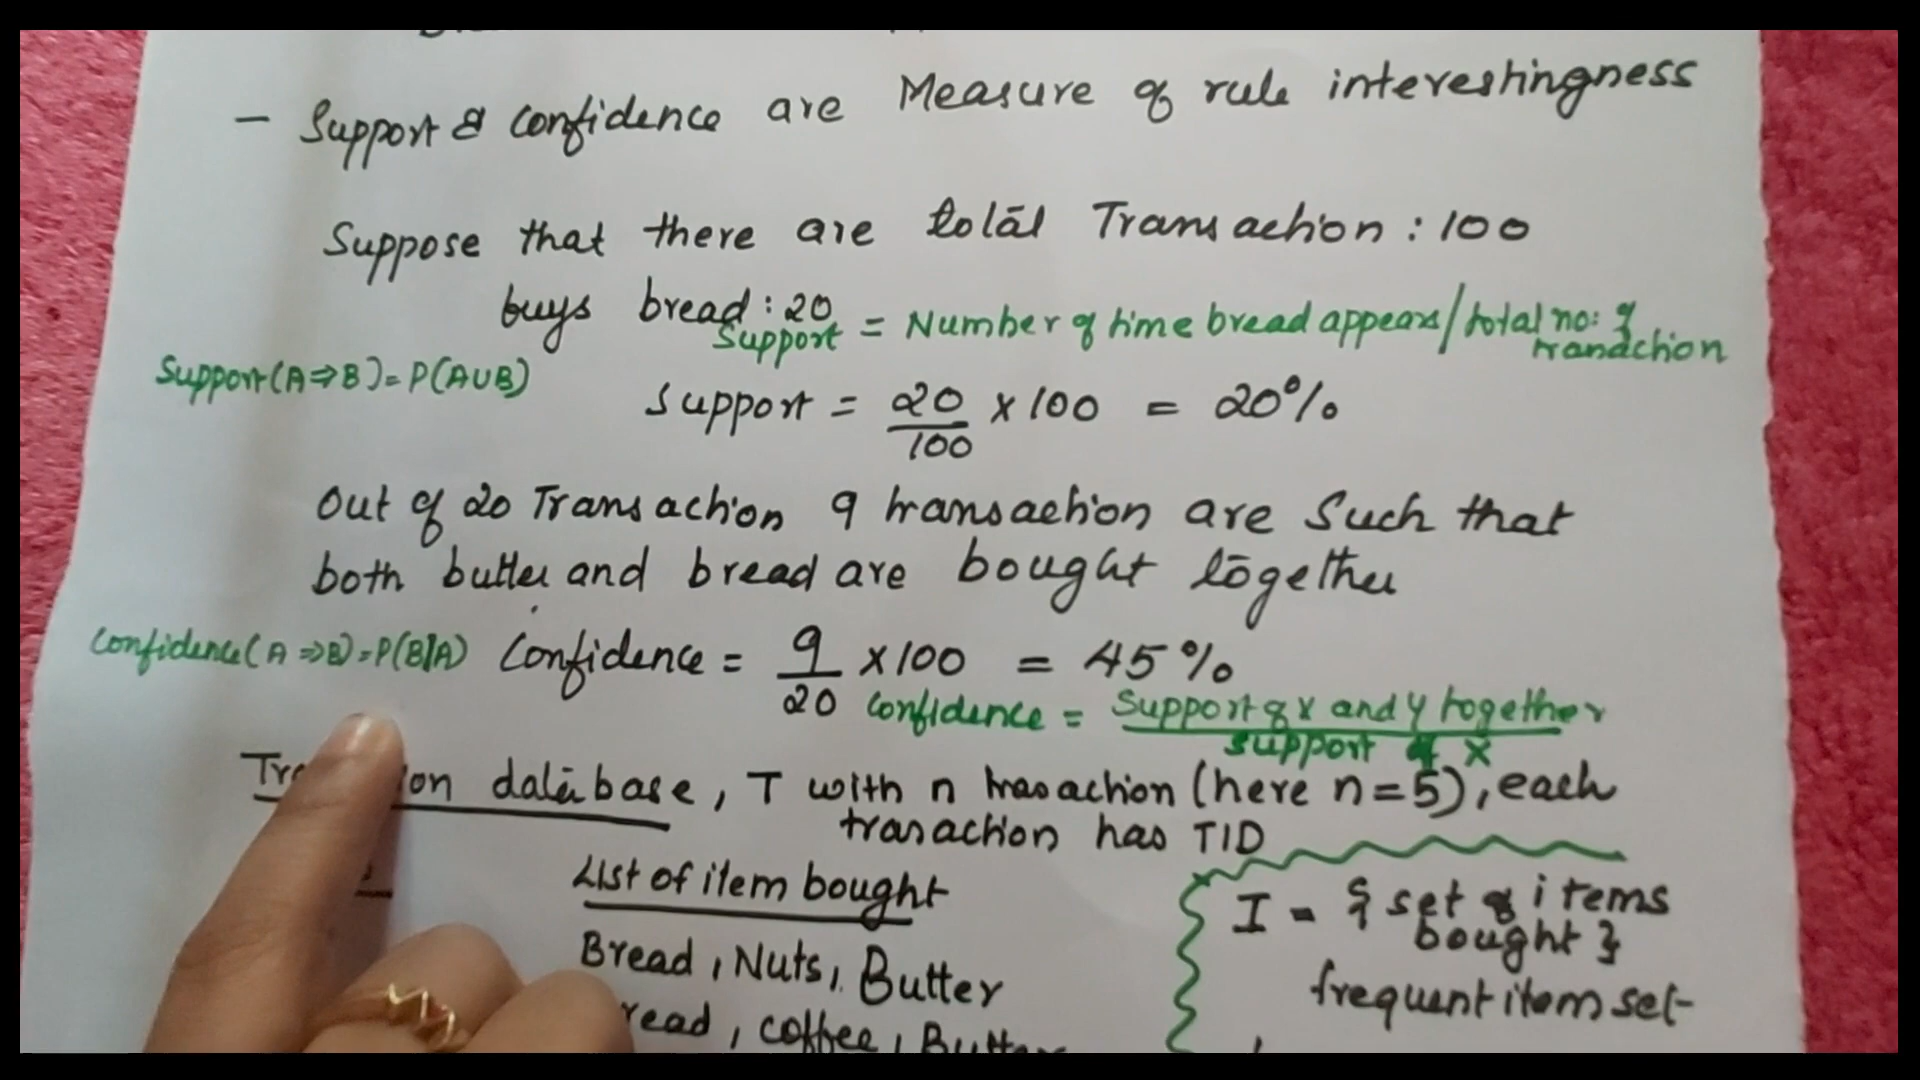 - Support & confidence are Measure of rule interestingness
Suppose that there are total Transaction : 100
buys bread : 20
Support = Number of time bread appears / total no: of tranaction
Support (A ⇒ B) = P(A∪B)
Support = 20/100 × 100 = 20%
Out of 20 Transaction 9 transaction are Such that
both butter and bread are bought together
Confidence (A ⇒ B) = P(B|A)
Confidence = 9/20 × 100 = 45%
Confidence = Support of x and y together / support of x
database, T with n trasaction (here n=5), each
tranaction has TID
List of item bought
Bread, Nuts, Butter
coffee, Butter
I = { set of items
bought }
frequent item set